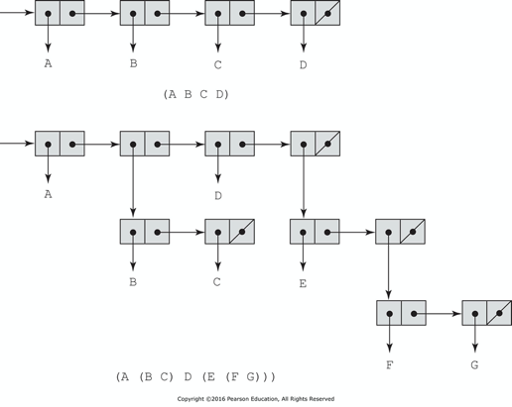 A B C D
(A B C D)
A D
B C E
F G
(A (B C) D (E (F G)))
Copyright ©2016 Pearson Education, All Rights Reserved